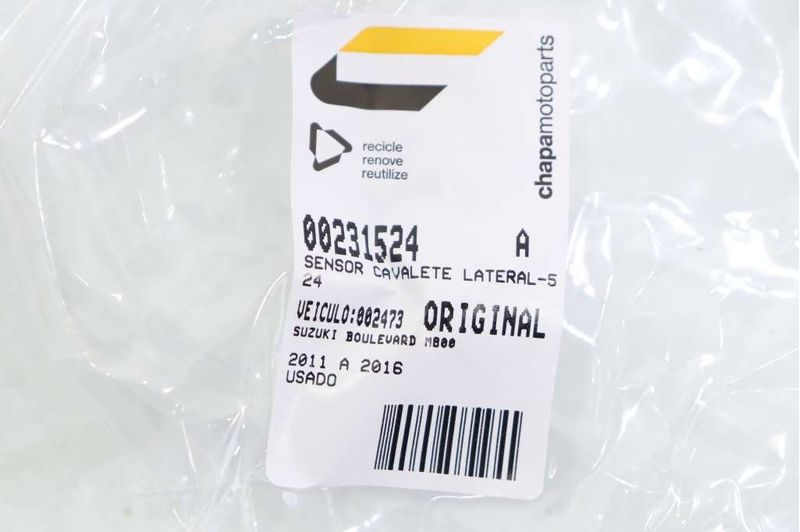 chapamotoparts
recicle
renove
reutilize
00231524 A
SENSOR CAVALETE LATERAL-5
24
VEICULO:002473 ORIGINAL
SUZUKI BOULEVARD M800
2011 A 2016
USADO